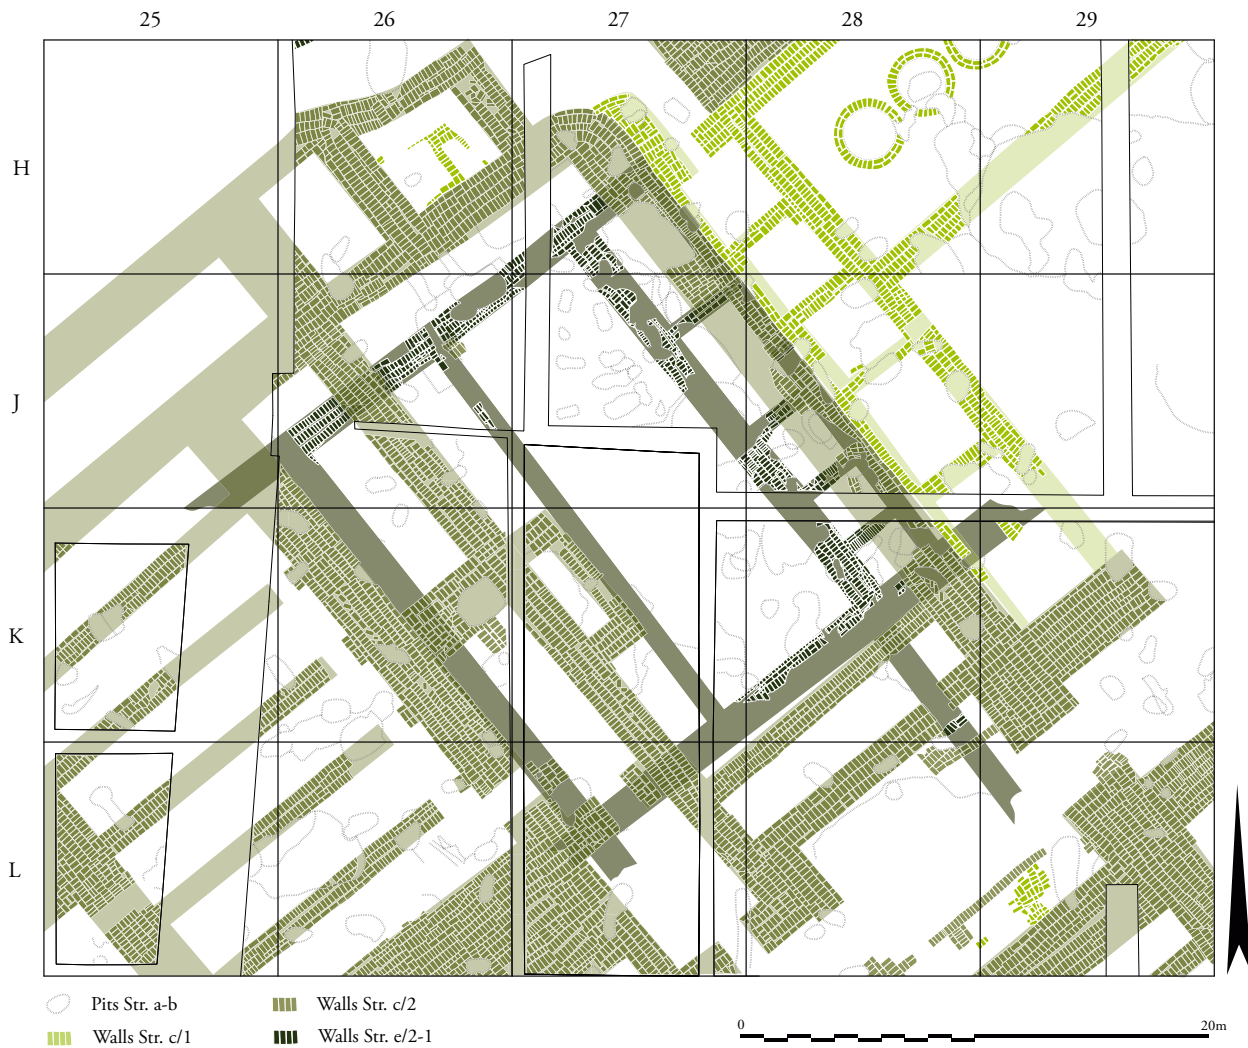 25 26 27 28 29
H
J
K
L
Pits Str. a-b
Walls Str. c/2
Walls Str. c/1
Walls Str. e/2-1
0 20m